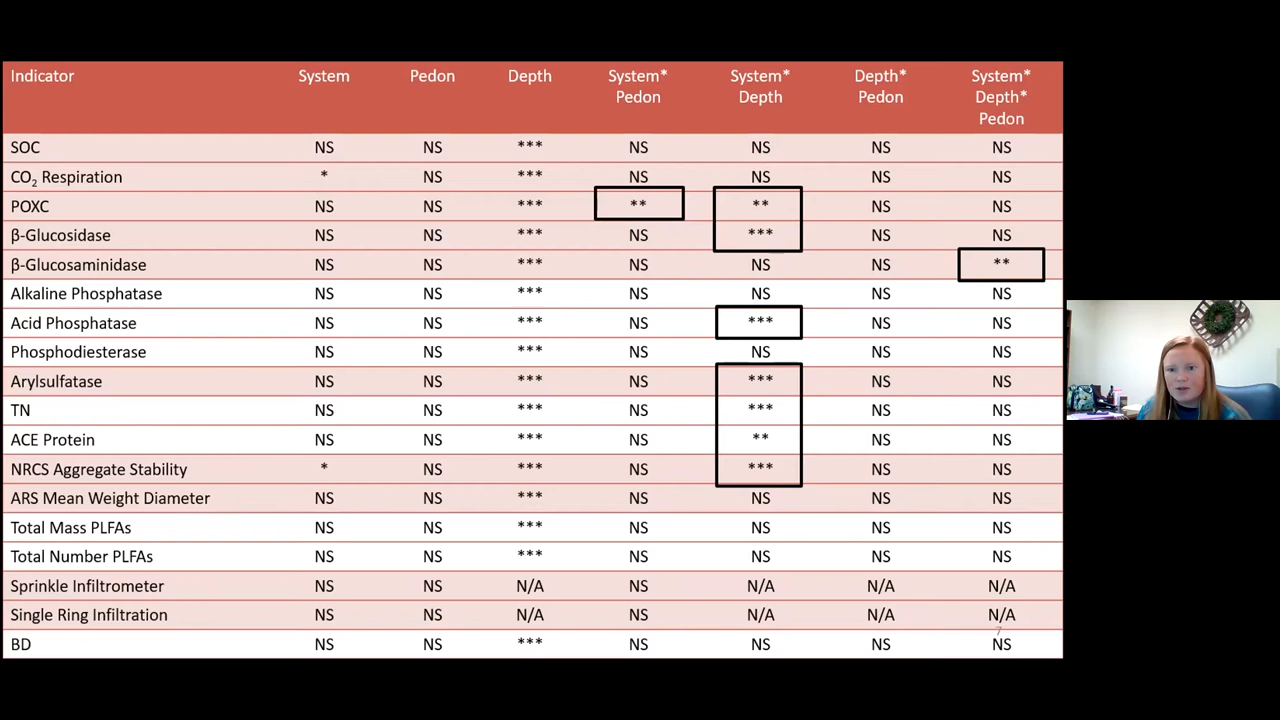 Indicator System Pedon Depth System* Pedon System* Depth Depth* Pedon System* Depth* Pedon
SOC NS NS *** NS NS NS NS
CO₂ Respiration * NS *** NS NS NS NS
POXC NS NS *** ** ** NS NS
β-Glucosidase NS NS *** NS *** NS NS
β-Glucosaminidase NS NS *** NS NS NS **
Alkaline Phosphatase NS NS *** NS NS NS NS
Acid Phosphatase NS NS *** NS *** NS NS
Phosphodiesterase NS NS *** NS NS NS NS
Arylsulfatase NS NS *** NS *** NS NS
TN NS NS *** NS *** NS NS
ACE Protein NS NS *** NS ** NS NS
NRCS Aggregate Stability * NS *** NS *** NS NS
ARS Mean Weight Diameter NS NS *** NS NS NS NS
Total Mass PLFAs NS NS *** NS NS NS NS
Total Number PLFAs NS NS *** NS NS NS NS
Sprinkle Infiltrometer NS NS N/A NS N/A N/A N/A
Single Ring Infiltration NS NS N/A NS N/A N/A N/A
7
BD NS NS *** NS NS NS NS